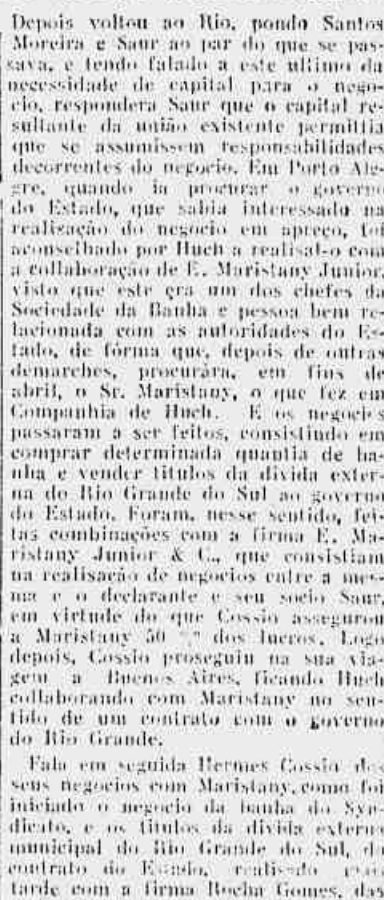 Depois voltou ao Rio, pondo Santos
Moreira e Saur ao par do que se pas-
sava, e tendo falado a este ultimo da
necessidade de capital para o nego-
cio, respondera Saur que o capital re-
sultante da união existente permittia
que se assumissem responsabilidades
decorrentes do negocio. Em Porto Ale-
gre, quando ia procurar o governo
do Estado, que sabia interessado na
realização do negocio em apreço, foi
aconselhado por Huch a realisal-o com
a collaboração de E. Maristany Junior,
visto que este era um dos chefes da
Sociedade da Banha e pessoa bem re-
lacionada com as autoridades do Es-
tado, de fórma que, depois de outras
demarches, procurára, em fins de
abril, o Sr. Maristany, o que fez em
Companhia de Huch. E os negocios
passaram a ser feitos, consistindo em
comprar determinada quantia de ba-
nha e vender titulos da divida exter-
na do Rio Grande do Sul ao governo
do Estado. Foram, nesse sentido, fei-
tas combinações com a firma E. Ma-
ristany Junior & C., que consistiam
na realisação de negocios entre a mes-
ma e o declarante e seu socio Saur,
em virtude do que Cossio assegurou
a Maristany 50 °|° dos lucros. Logo
depois, Cossio proseguiu na sua via-
gem a Buenos Aires, ficando Huch
collaborando com Maristany no sen-
tido de um contrato com o governo
do Rio Grande.
Fala em seguida Hermes Cossio dos
seus negocios com Maristany, como foi
iniciado o negocio da banha do Syn-
dicato, e os titulos da divida externa
municipal do Rio Grande do Sul, do
contrato do Estado, realisado mais
tarde com a firma Rocha Gomes, das